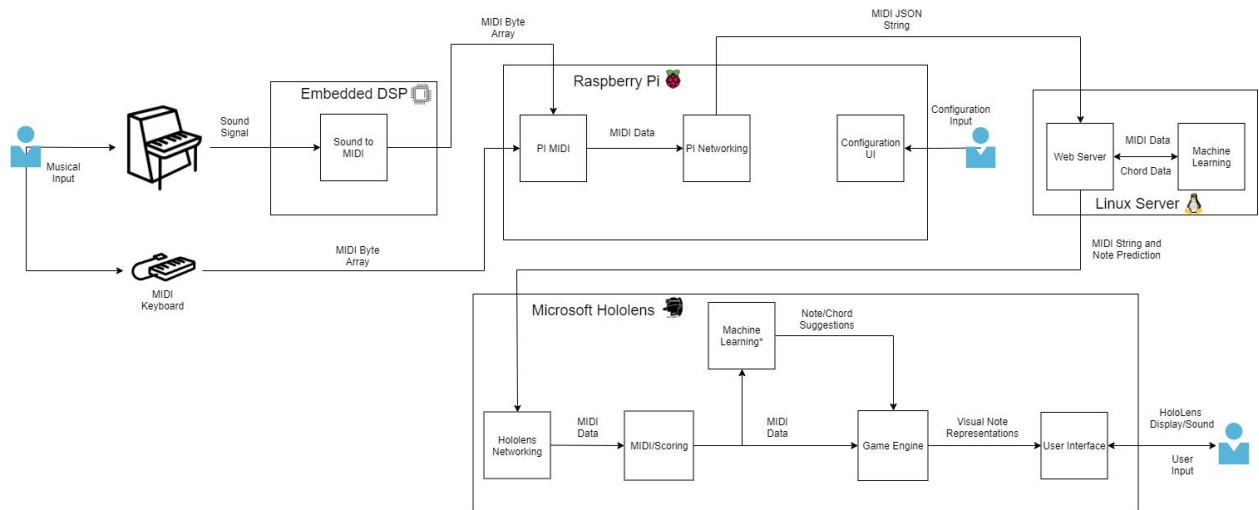 MIDI JSON
String
MIDI Byte
Array
Raspberry Pi
Embedded DSP
Configuration
Input
Sound
Signal
Sound to
MIDI
PI MIDI
MIDI Data
PI Networking
Configuration
UI
Web Server
MIDI Data
Chord Data
Machine
Learning
Musical
Input
Linux Server
MIDI Byte
Array
MIDI String and
Note Prediction
MIDI
Keyboard
Microsoft Hololens
Machine
Learning*
Note/Chord
Suggestions
Hololens
Networking
MIDI
Data
MIDI/Scoring
MIDI
Data
Game Engine
Visual Note
Representations
User Interface
HoloLens
Display/Sound
User
Input